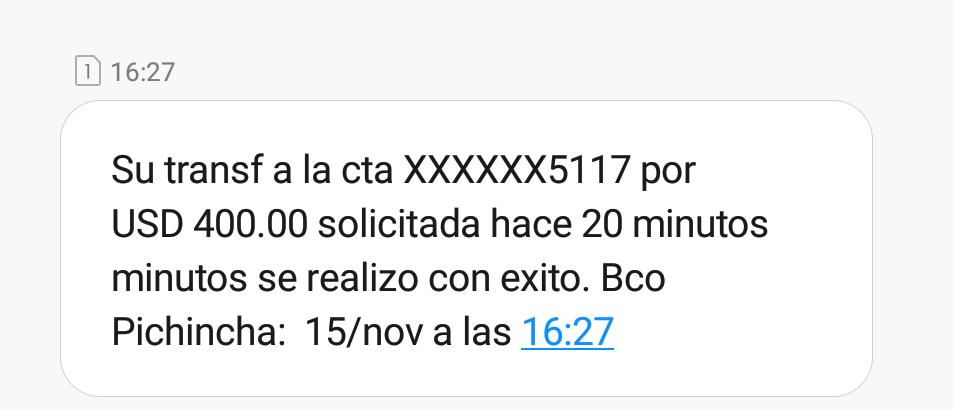 1 16:27
Su transf a la cta XXXXXX5117 por
USD 400.00 solicitada hace 20 minutos
minutos se realizo con exito. Bco
Pichincha:  15/nov a las 16:27